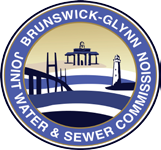 BRUNSWICK-GLYNN
JOINT WATER & SEWER COMMISSION